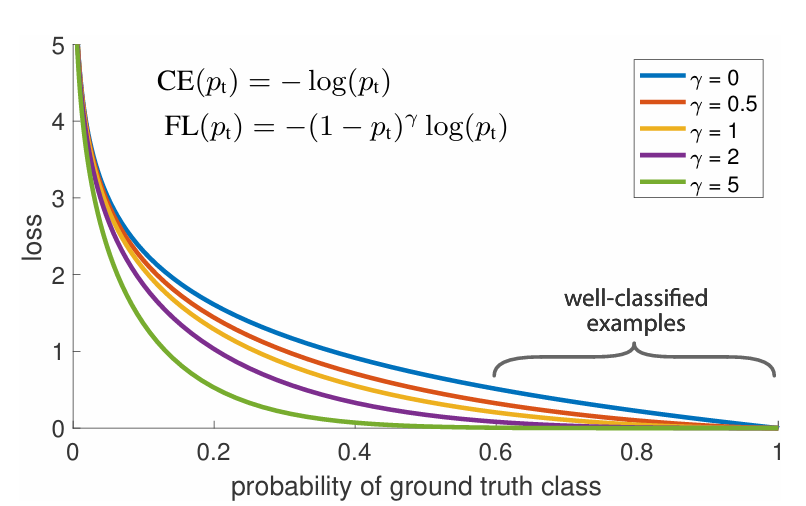 CE(pₜ) = − log(pₜ)
FL(pₜ) = −(1 − pₜ)^γ log(pₜ)
γ = 0
γ = 0.5
γ = 1
γ = 2
γ = 5
well-classified
examples
loss
5
4
3
2
1
0
0 0.2 0.4 0.6 0.8 1
probability of ground truth class